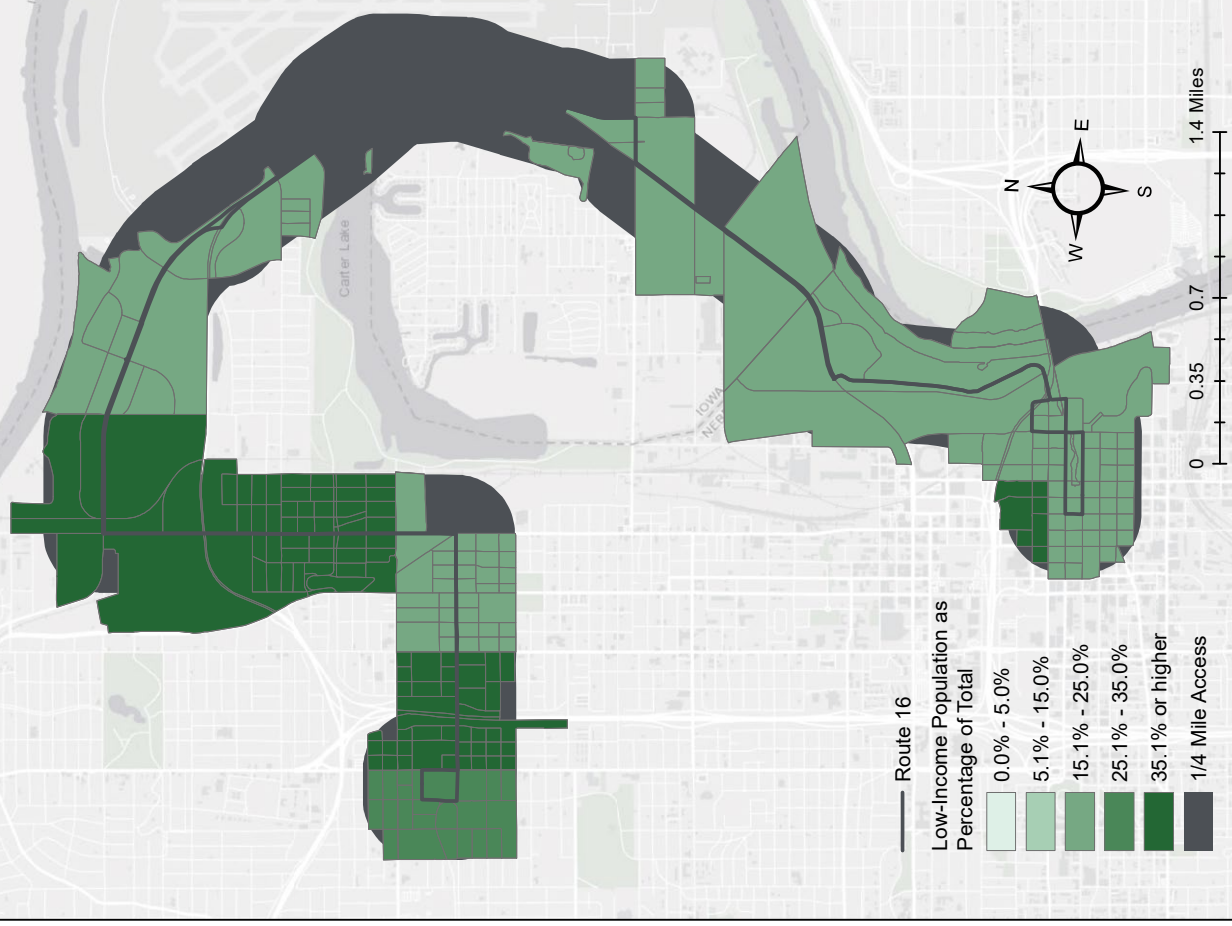 Carter Lake
IOWA
N
W
E
S
0
0.35
0.7
1.4 Miles
Route 16
Low-Income Population as
Percentage of Total
0.0% - 5.0%
5.1% - 15.0%
15.1% - 25.0%
25.1% - 35.0%
35.1% or higher
1/4 Mile Access